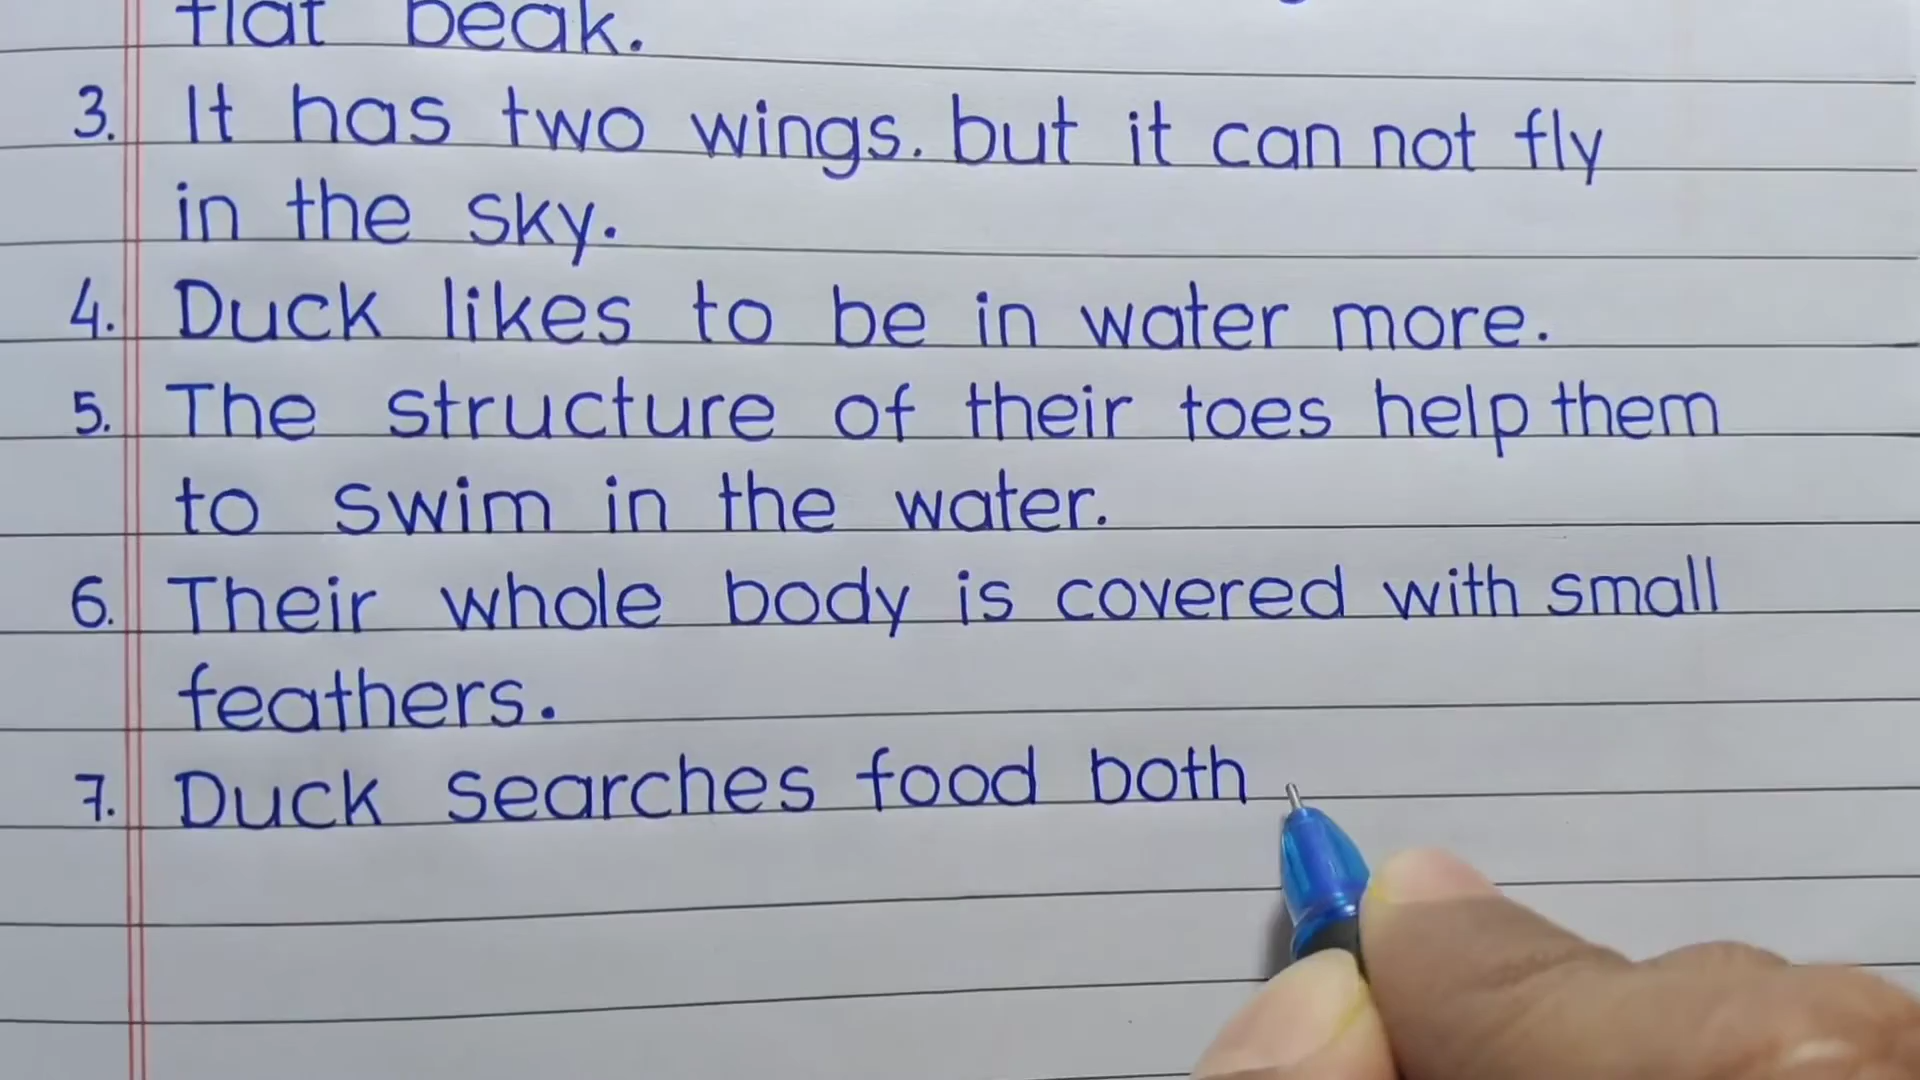 flat beak.
3. It has two wings. but it can not fly
in the sky.
4. Duck likes to be in water more.
5. The structure of their toes help them
to swim in the water.
6. Their whole body is covered with small
feathers.
7. Duck searches food both